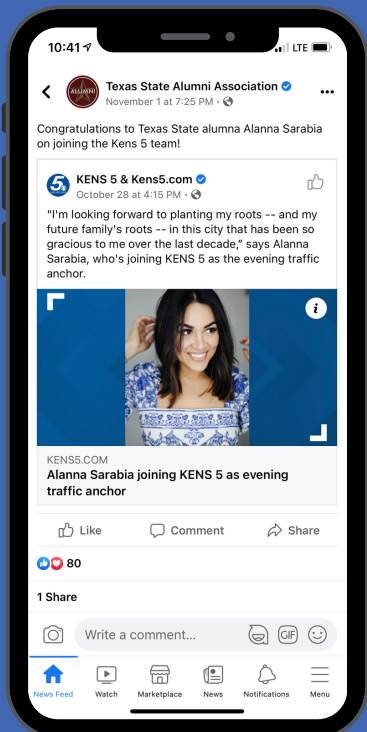 10:41
LTE
ALUMNI
Texas State Alumni Association
November 1 at 7:25 PM ·
Congratulations to Texas State alumna Alanna Sarabia
on joining the Kens 5 team!
5
KENS 5 & Kens5.com
October 28 at 4:15 PM ·
"I'm looking forward to planting my roots -- and my
future family's roots -- in this city that has been so
gracious to me over the last decade," says Alanna
Sarabia, who's joining KENS 5 as the evening traffic
anchor.
i
KENS5.COM
Alanna Sarabia joining KENS 5 as evening
traffic anchor
Like
Comment
Share
80
1 Share
Write a comment...
GIF
News Feed
Watch
Marketplace
News
Notifications
Menu